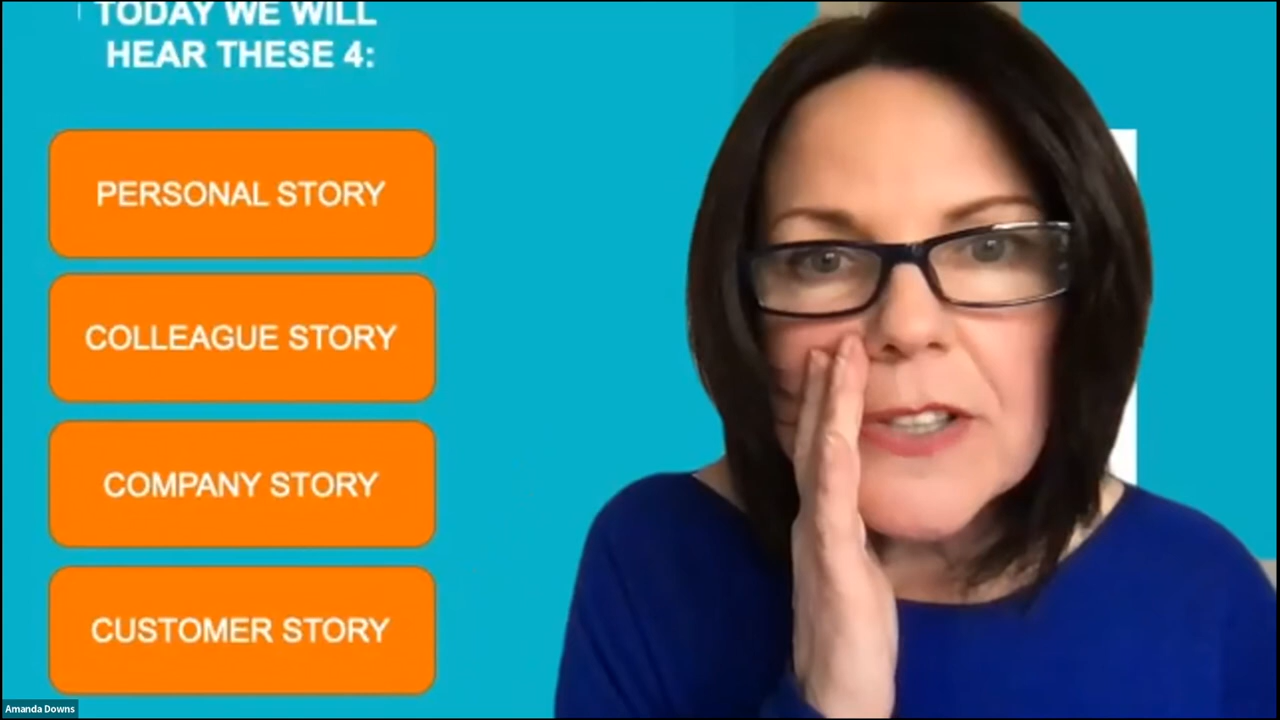 TODAY WE WILL
HEAR THESE 4:
PERSONAL STORY
COLLEAGUE STORY
COMPANY STORY
CUSTOMER STORY
Amanda Downs